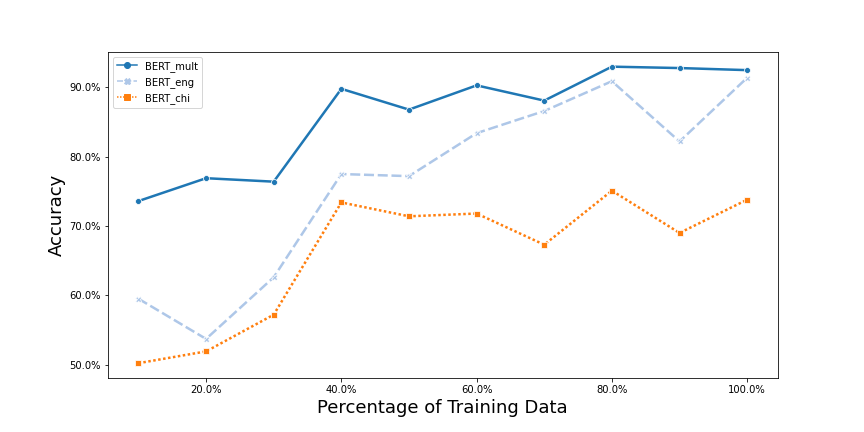 BERT_mult
BERT_eng
BERT_chi
90.0%
80.0%
70.0%
60.0%
50.0%
Accuracy
20.0% 40.0% 60.0% 80.0% 100.0%
Percentage of Training Data